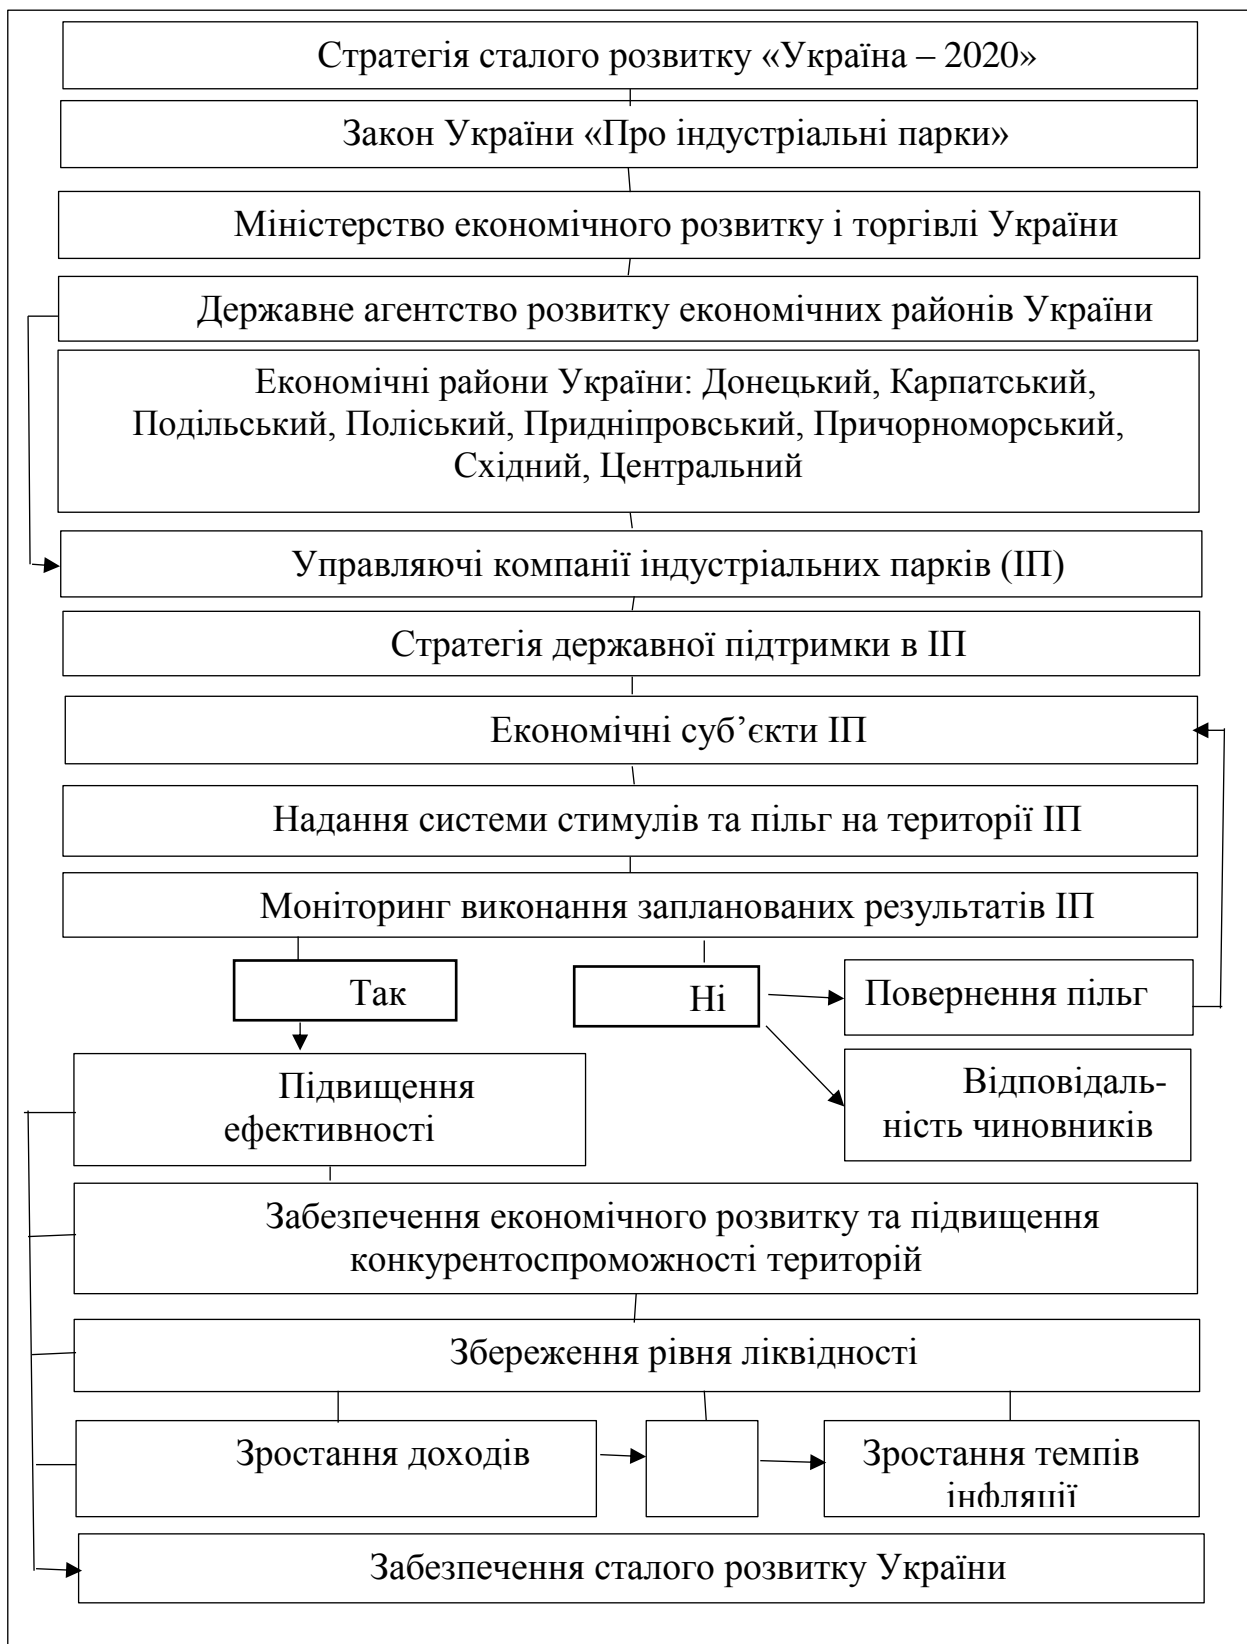 Стратегія сталого розвитку «Україна – 2020»
Закон України «Про індустріальні парки»
Міністерство економічного розвитку і торгівлі України
Державне агентство розвитку економічних районів України
Економічні райони України: Донецький, Карпатський,
Подільський, Поліський, Придніпровський, Причорноморський,
Східний, Центральний
Управляючі компанії індустріальних парків (ІП)
Стратегія державної підтримки в ІП
Економічні суб’єкти ІП
Надання системи стимулів та пільг на території ІП
Моніторинг виконання запланованих результатів ІП
Так
Ні
Повернення пільг
Відповідаль-
ність чиновників
Підвищення
ефективності
Забезпечення економічного розвитку та підвищення
конкурентоспроможності територій
Збереження рівня ліквідності
Зростання доходів
Зростання темпів
інфляції
Забезпечення сталого розвитку України